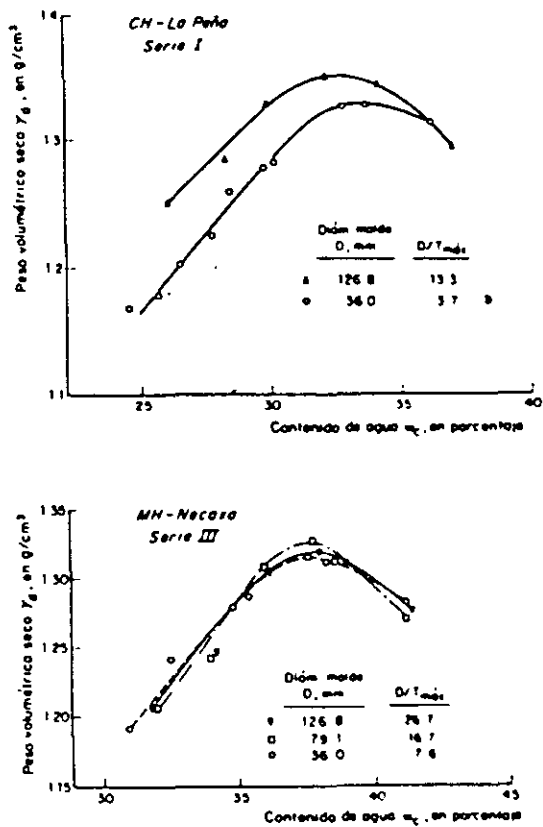 CH-La Peña
Serie I
Peso volumétrico seco γd, en g/cm³
1.4
1.3
1.2
1.1
Diám molde
D, mm D/Tmáx
126.8 13.3
36.0 3.7
25 30 35 40
Contenido de agua ωc, en porcentaje
MH-Necaxa
Serie III
Peso volumétrico seco γd, en g/cm³
1.35
1.30
1.25
1.20
1.15
Diám molde
D, mm D/Tmáx
126.8 26.7
79.1 16.7
36.0 7.6
30 35 40 45
Contenido de agua ωc, en porcentaje